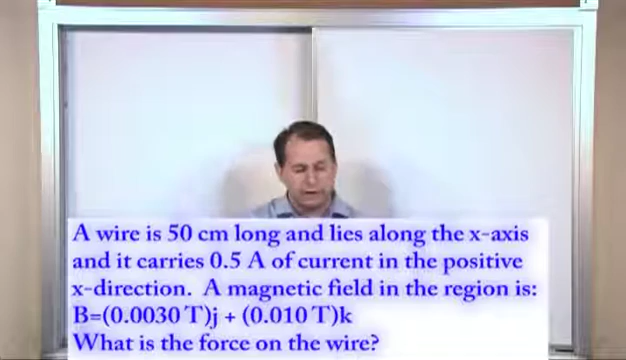 A wire is 50 cm long and lies along the x-axis
and it carries 0.5 A of current in the positive
x-direction.  A magnetic field in the region is:
B=(0.0030 T)j + (0.010 T)k
What is the force on the wire?